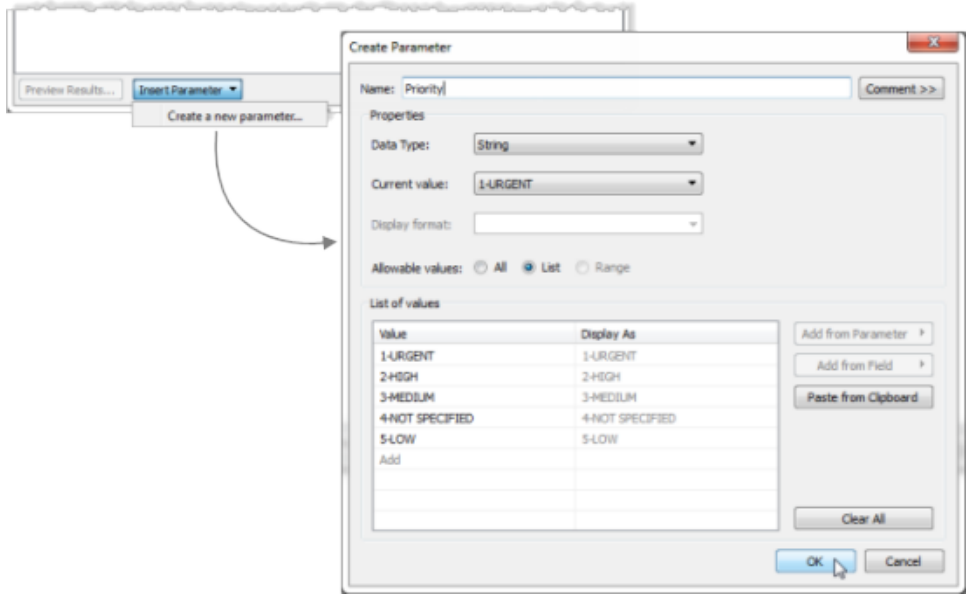 Preview Results...
Insert Parameter
Create a new parameter...
Create Parameter
Name: Priority
Comment >>
Properties
Data Type: String
Current value: 1-URGENT
Display format:
Allowable values: All List Range
List of values
Value Display As
1-URGENT 1-URGENT
2-HIGH 2-HIGH
3-MEDIUM 3-MEDIUM
4-NOT SPECIFIED 4-NOT SPECIFIED
5-LOW 5-LOW
Add
Add from Parameter
Add from Field
Paste from Clipboard
Clear All
OK Cancel